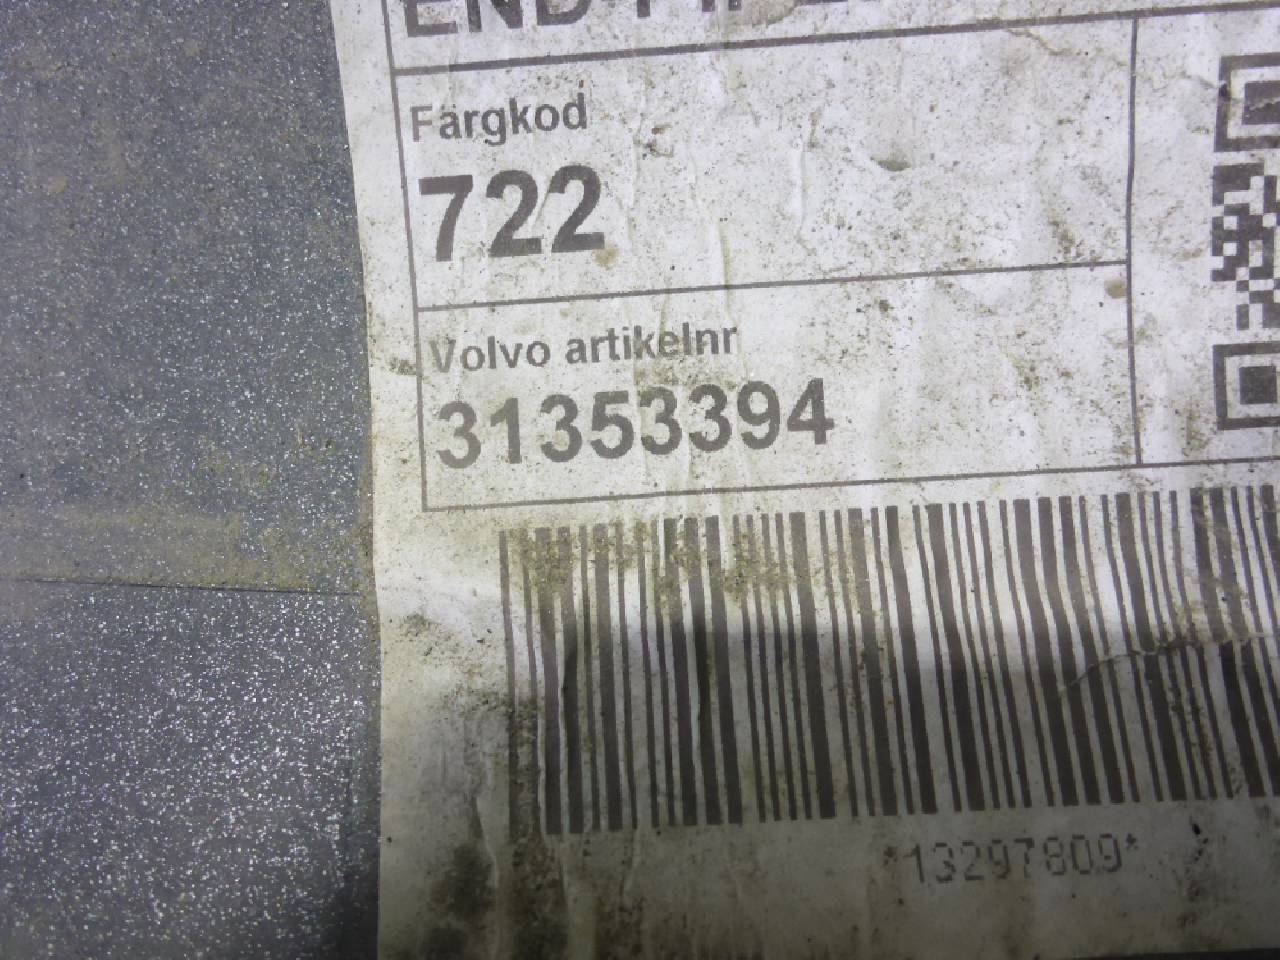 Färgkod
722
Volvo artikelnr
31353394
*13297809*